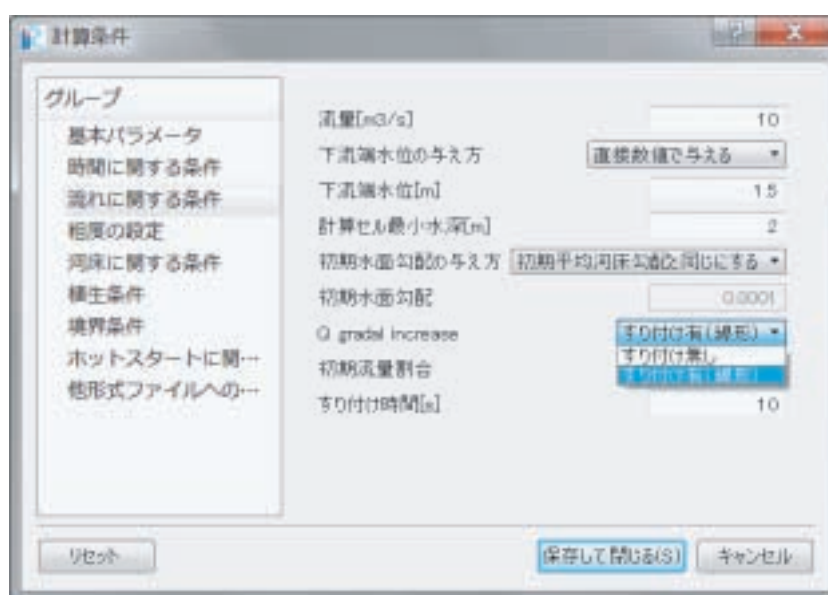 計算条件
グループ
基本パラメータ
時間に関する条件
流れに関する条件
粗度の設定
河床に関する条件
植生条件
境界条件
ホットスタートに関…
他形式ファイルへの…
流量[m3/s] 10
下流端水位の与え方 直接数値で与える
下流端水位[m] 1.5
計算セル最小水深[m] 2
初期水面勾配の与え方 初期平均河床勾配と同じにする
初期水面勾配 0.0001
Q gradal increase すり付け有(線形)
すり付け無し
初期流量割合 すり付け有(線形)
すり付け時間[s] 10
リセット 保存して閉じる(S) キャンセル